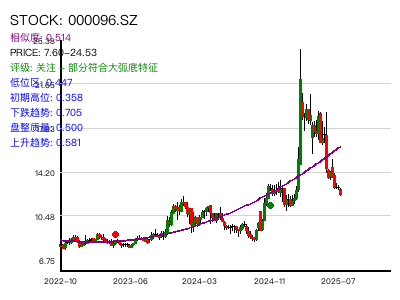 STOCK: 000096.SZ
相似度: 0.514
PRICE: 7.60–24.53
评级: 关注 - 部分符合大弧底特征
低位区: 0.447
初期高位: 0.358
下跌趋势: 0.705
盘整质量: 0.500
上升趋势: 0.581
14.20
10.48
6.75
2022–10
2023–06
2024–03
2024–11
2025–07